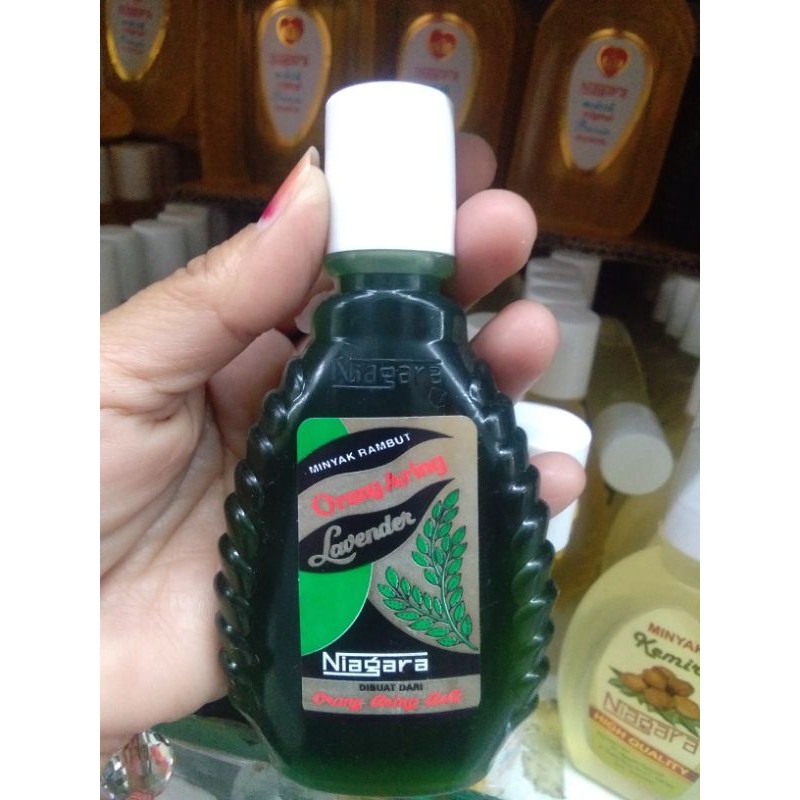 Niagara
MINYAK RAMBUT
Orang Aring
Lavender
Niagara
DIBUAT DARI
Orang Aring Asli
MINYAK
Kemiri
Niagara
HIGH QUALITY